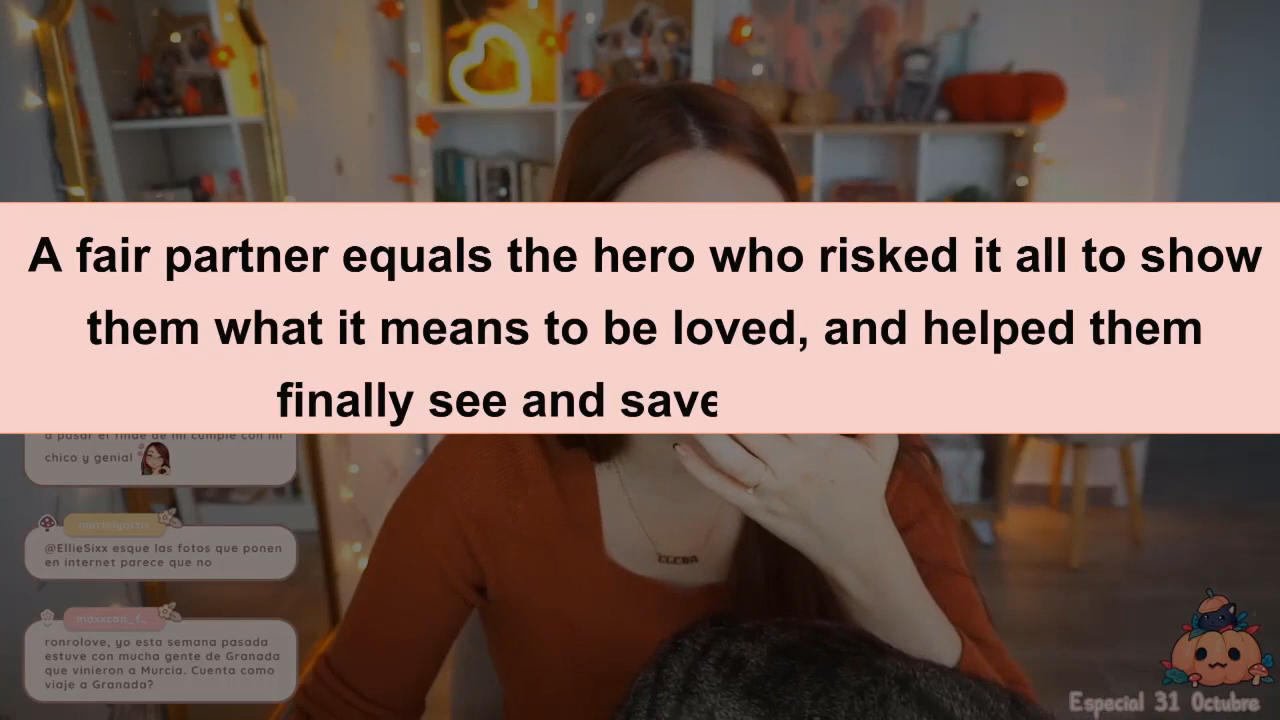 A fair partner equals the hero who risked it all to show
them what it means to be loved, and helped them
finally see and save
a pasar el finde de mi cumple con mi
chico y genial
@EllieSixx esque las fotos que ponen
en internet parece que no
maxxcan_f_
ronrolove, yo esta semana pasada
estuve con mucha gente de Granada
que vinieron a Murcia. Cuenta como
viaje a Granada?
Especial 31 Octubre